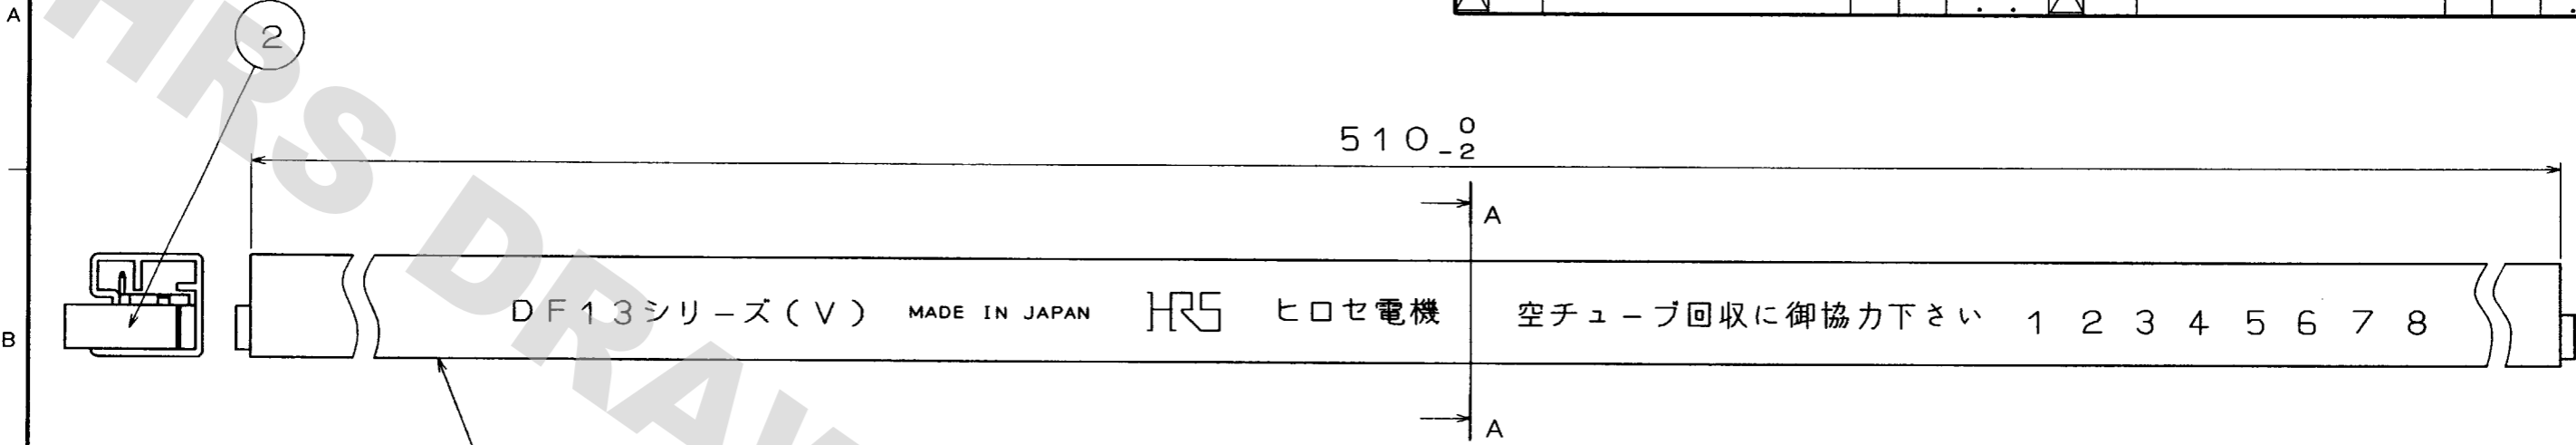 A
2
510 0 -2
A
DF13シリーズ(V) MADE IN JAPAN HRS ヒロセ電機 空チューブ回収に御協力下さい 1 2 3 4 5 6 7 8
B
A
HRS DRAW